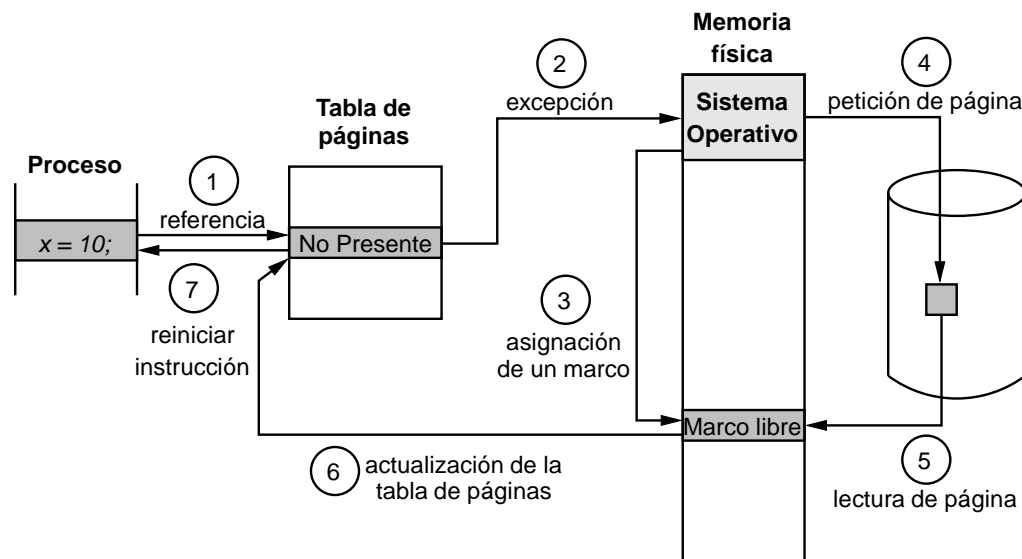 Memoria
física
Tabla de
páginas
Proceso
1
referencia
x = 10;
No Presente
7
reiniciar
instrucción
2
excepción
Sistema
Operativo
4
petición de página
3
asignación
de un marco
Marco libre
6
actualización de la
tabla de páginas
5
lectura de página